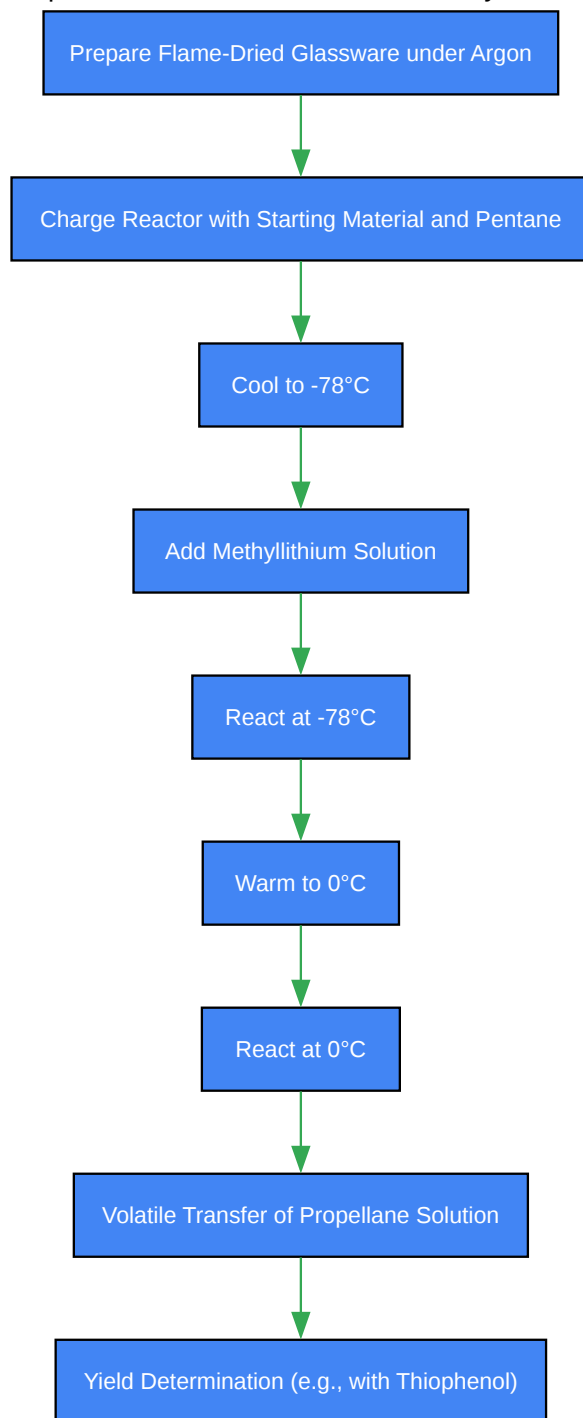 Prepare Flame-Dried Glassware under Argon
Charge Reactor with Starting Material and Pentane
Cool to -78°C
Add Methyllithium Solution
React at -78°C
Warm to 0°C
React at 0°C
Volatile Transfer of Propellane Solution
Yield Determination (e.g., with Thiophenol)